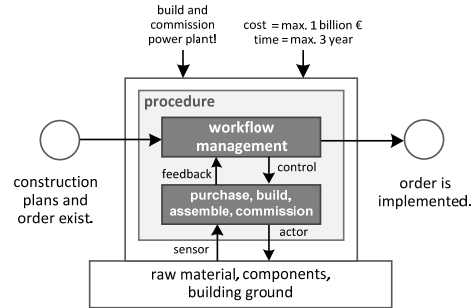 build and
commission
power plant!
cost = max. 1 billion €
time = max. 3 year
procedure
workflow
management
feedback
control
purchase, build,
assemble, commission
sensor
actor
construction
plans and
order exist.
order is
implemented.
raw material, components,
building ground